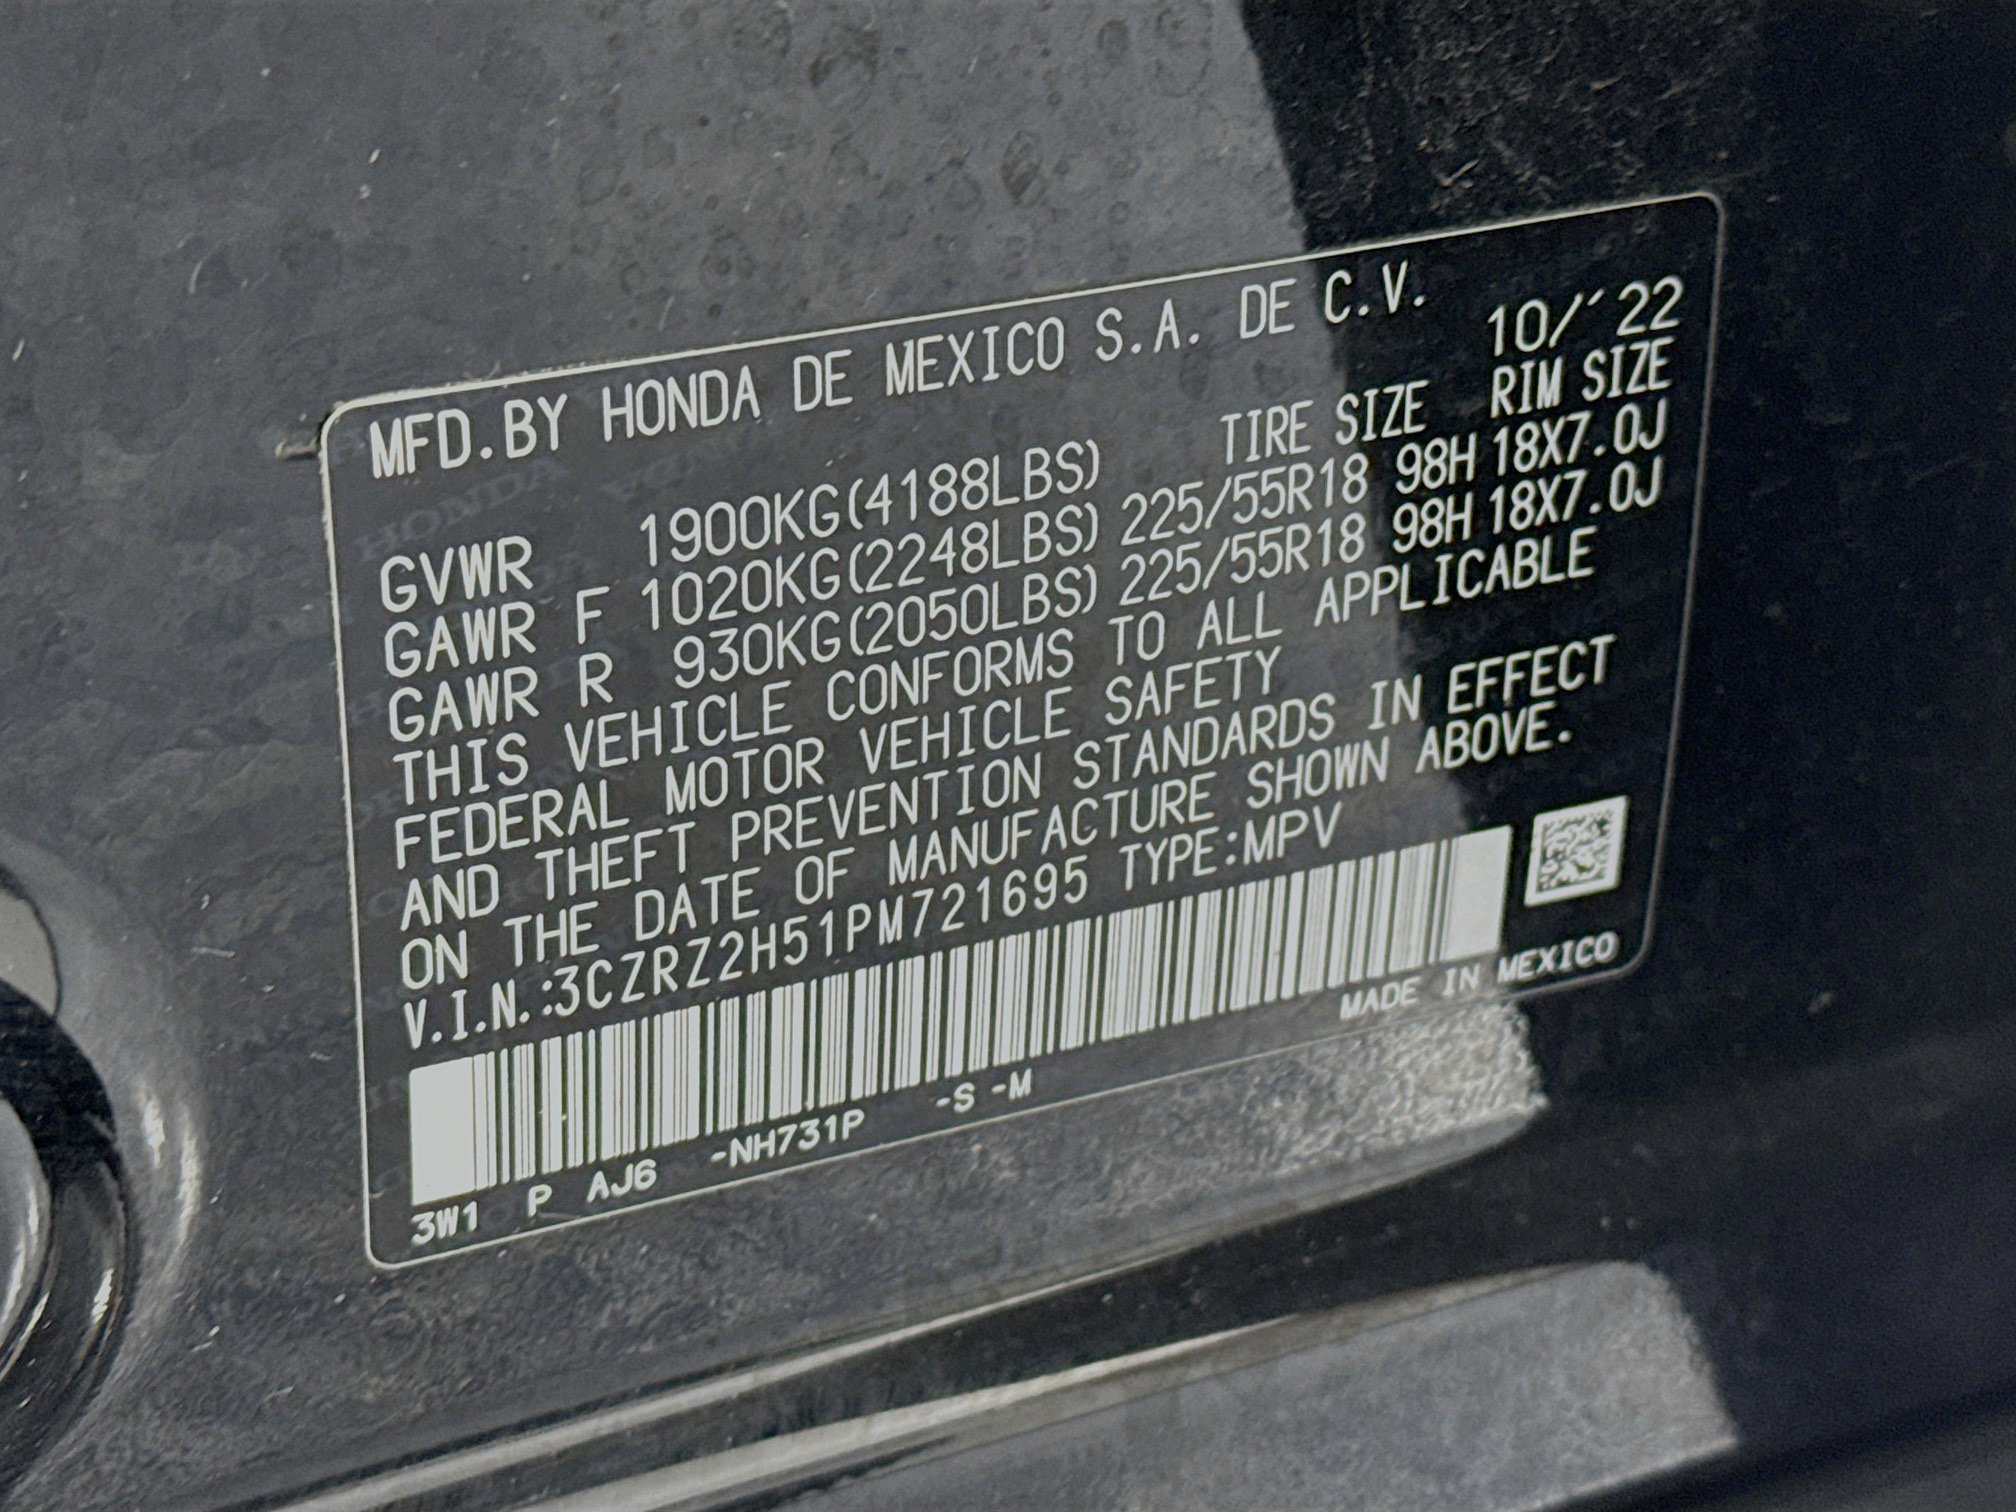 MFD.BY HONDA DE MEXICO S.A. DE C.V. 10/´22
TIRE SIZE RIM SIZE
GVWR 1900KG(4188LBS)
GAWR F 1020KG(2248LBS) 225/55R18 98H 18X7.0J
GAWR R 930KG(2050LBS) 225/55R18 98H 18X7.0J
THIS VEHICLE CONFORMS TO ALL APPLICABLE
FEDERAL MOTOR VEHICLE SAFETY
AND THEFT PREVENTION STANDARDS IN EFFECT
ON THE DATE OF MANUFACTURE SHOWN ABOVE.
V.I.N.:3CZRZ2H51PM721695 TYPE:MPV
MADE IN MEXICO
3W1 P AJ6 -NH731P -S -M
HONDA